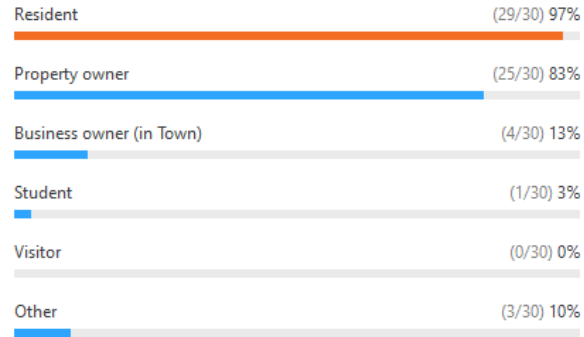 Resident (29/30) 97%
Property owner (25/30) 83%
Business owner (in Town) (4/30) 13%
Student (1/30) 3%
Visitor (0/30) 0%
Other (3/30) 10%